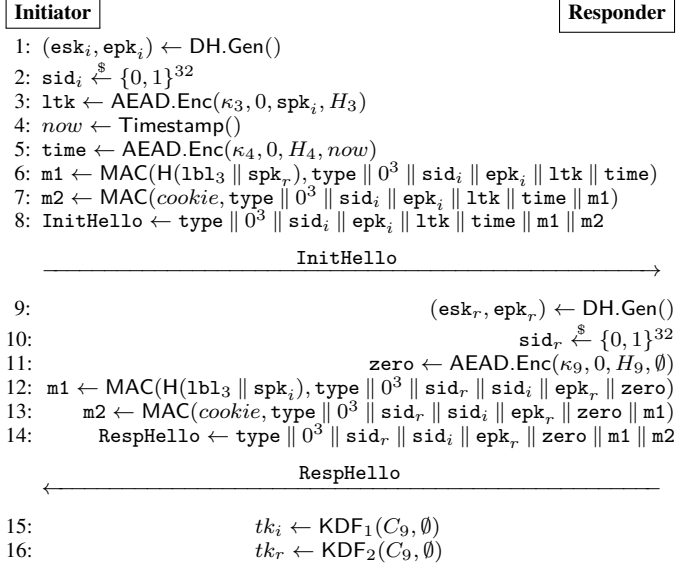 Initiator Responder
1: (esk_i, epk_i) ← DH.Gen()
2: sid_i ←$ {0, 1}^32
3: ltk ← AEAD.Enc(κ_3, 0, spk_i, H_3)
4: now ← Timestamp()
5: time ← AEAD.Enc(κ_4, 0, H_4, now)
6: m1 ← MAC(H(lbl_3 ∥ spk_r), type ∥ 0^3 ∥ sid_i ∥ epk_i ∥ ltk ∥ time)
7: m2 ← MAC(cookie, type ∥ 0^3 ∥ sid_i ∥ epk_i ∥ ltk ∥ time ∥ m1)
8: InitHello ← type ∥ 0^3 ∥ sid_i ∥ epk_i ∥ ltk ∥ time ∥ m1 ∥ m2
InitHello
9: (esk_r, epk_r) ← DH.Gen()
10: sid_r ←$ {0, 1}^32
11: zero ← AEAD.Enc(κ_9, 0, H_9, ∅)
12: m1 ← MAC(H(lbl_3 ∥ spk_i), type ∥ 0^3 ∥ sid_r ∥ sid_i ∥ epk_r ∥ zero)
13: m2 ← MAC(cookie, type ∥ 0^3 ∥ sid_r ∥ sid_i ∥ epk_r ∥ zero ∥ m1)
14: RespHello ← type ∥ 0^3 ∥ sid_r ∥ sid_i ∥ epk_r ∥ zero ∥ m1 ∥ m2
RespHello
15: tk_i ← KDF_1(C_9, ∅)
16: tk_r ← KDF_2(C_9, ∅)